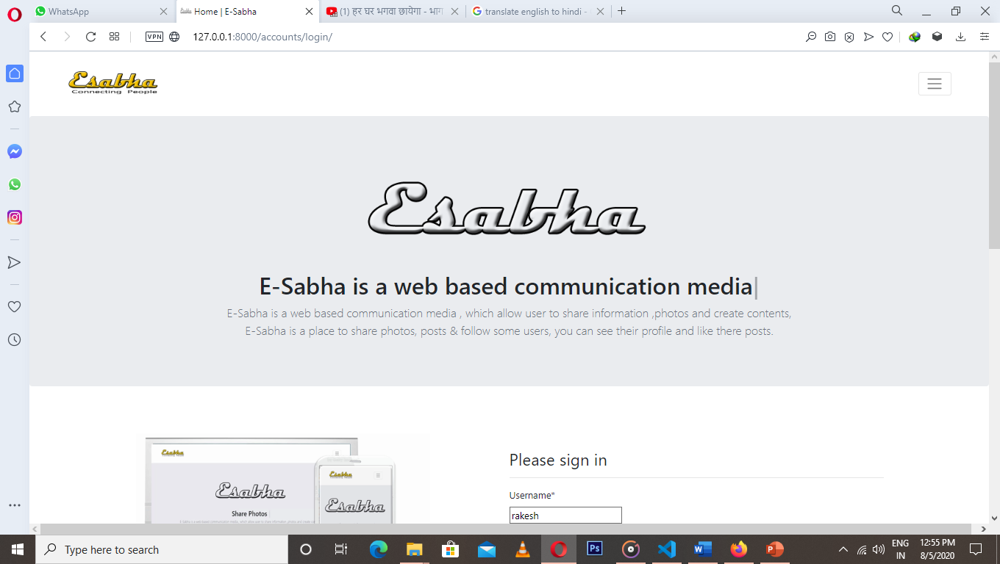 WhatsApp
Home | E-Sabha
(1) हर घर भगवा छायेगा - भाग
translate english to hindi -
VPN
127.0.0.1:8000/accounts/login/
Esabha
Connecting People
Esabha
E-Sabha is a web based communication media|
E-Sabha is a web based communication media , which allow user to share information ,photos and create contents,
E-Sabha is a place to share photos, posts & follow some users, you can see their profile and like there posts.
Esabha
Esabha
Share Photos
Esabha
Esabha
Please sign in
Username*
rakesh
Type here to search
Ps
ENG
IN
12:55 PM
8/5/2020